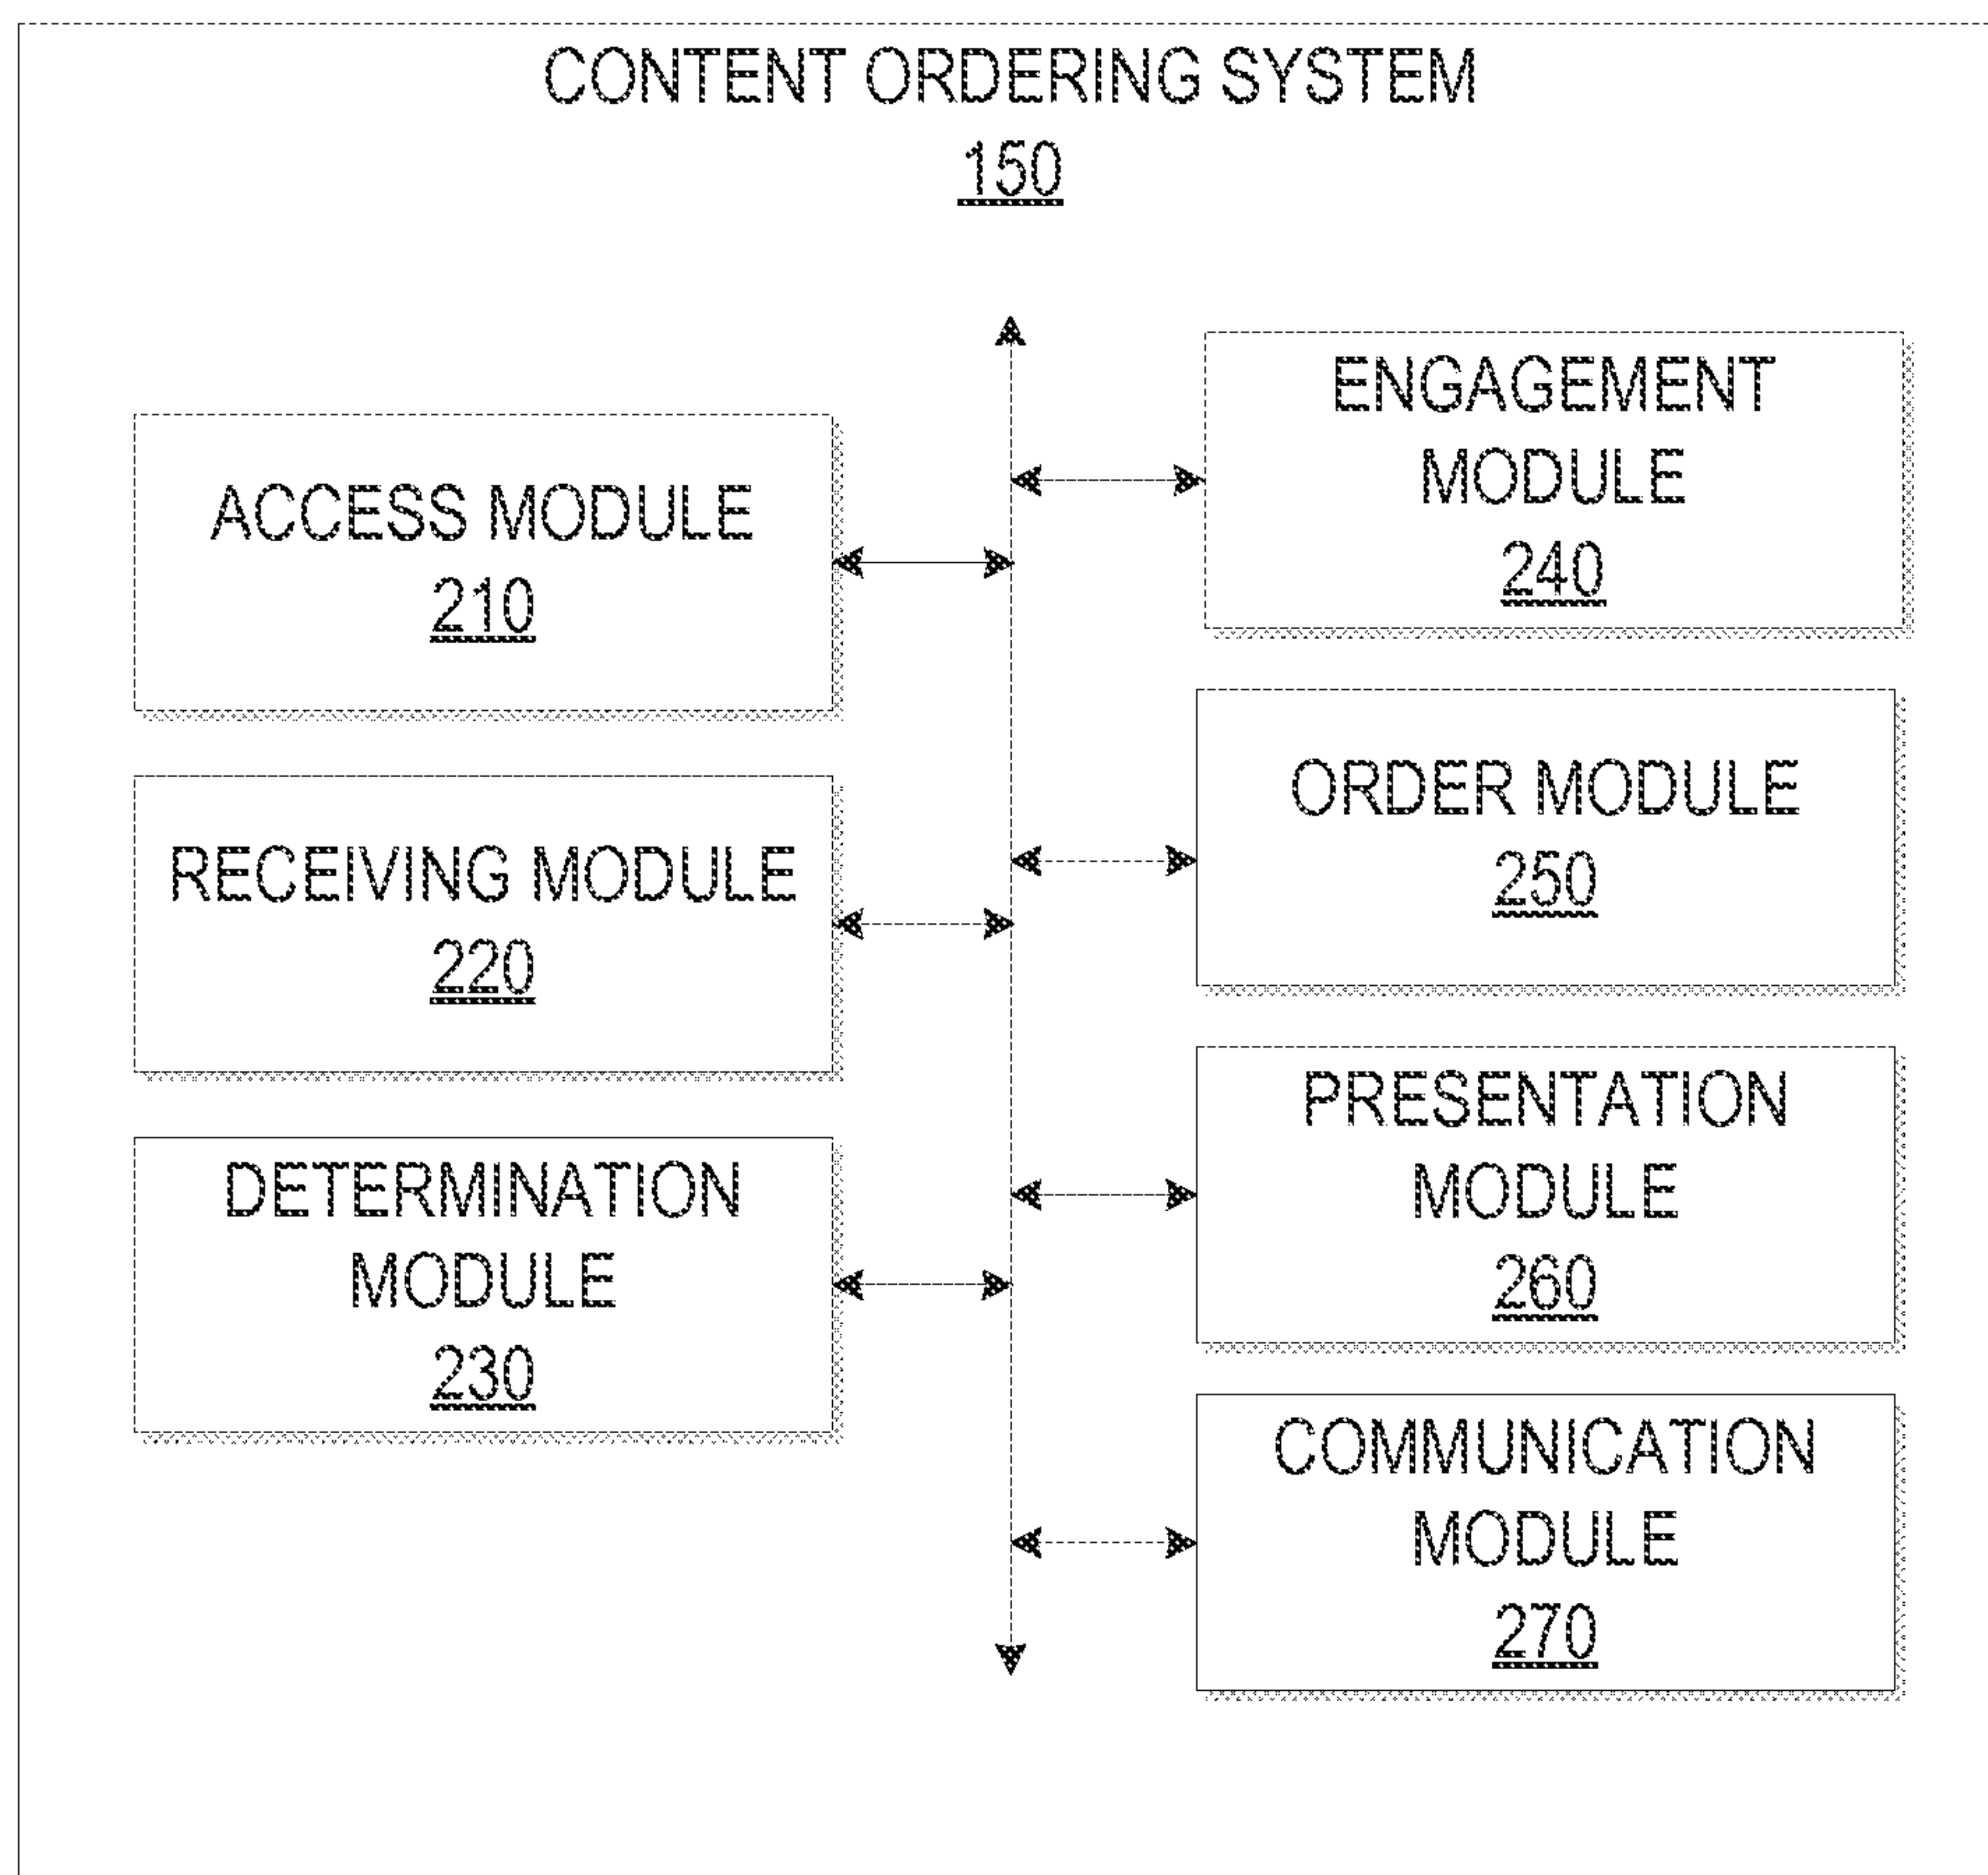 CONTENT ORDERING SYSTEM
150
ACCESS MODULE
210
RECEIVING MODULE
220
DETERMINATION
MODULE
230
ENGAGEMENT
MODULE
240
ORDER MODULE
250
PRESENTATION
MODULE
260
COMMUNICATION
MODULE
270